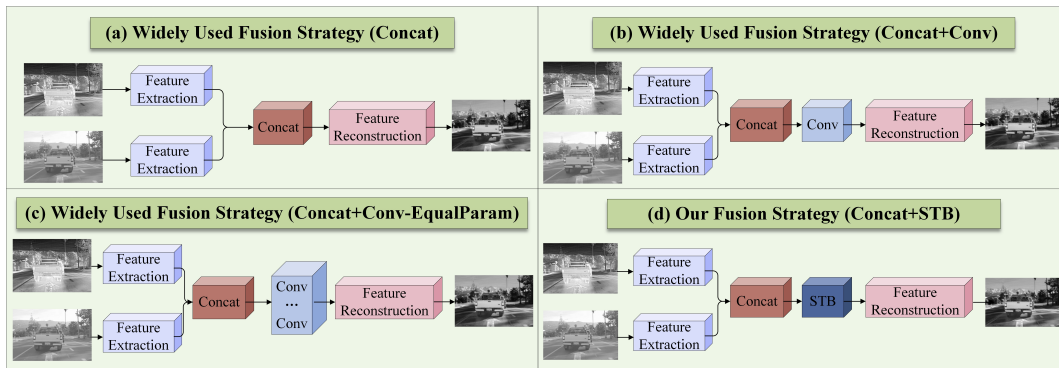 (a) Widely Used Fusion Strategy (Concat)
Feature
Extraction
Feature
Extraction
Concat
Feature
Reconstruction
(b) Widely Used Fusion Strategy (Concat+Conv)
Feature
Extraction
Feature
Extraction
Concat
Conv
Feature
Reconstruction
(c) Widely Used Fusion Strategy (Concat+Conv-EqualParam)
Feature
Extraction
Feature
Extraction
Concat
Conv
...
Conv
Feature
Reconstruction
(d) Our Fusion Strategy (Concat+STB)
Feature
Extraction
Feature
Extraction
Concat
STB
Feature
Reconstruction